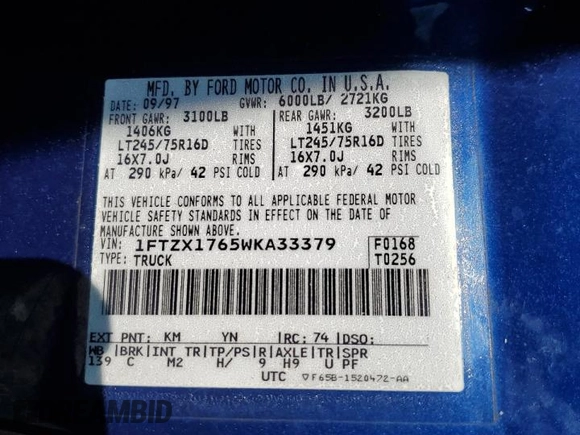 MFD. BY FORD MOTOR CO. IN U.S.A.
DATE: 09/97 GVWR: 6000LB/ 2721KG
FRONT GAWR: 3100LB REAR GAWR: 3200LB
1406KG WITH 1451KG WITH
LT245/75R16D TIRES LT245/75R16D TIRES
16X7.0J RIMS 16X7.0J RIMS
AT 290 kPa/ 42 PSI COLD AT 290 kPa/ 42 PSI COLD
THIS VEHICLE CONFORMS TO ALL APPLICABLE FEDERAL MOTOR
VEHICLE SAFETY STANDARDS IN EFFECT ON THE DATE OF
MANUFACTURE SHOWN ABOVE.
VIN: 1FTZX1765WKA33379 F0168
TYPE: TRUCK T0256
EXT PNT: KM YN RC: 74 DSO:
WB BRK INT TR TP/PS R AXLE TR SPR
139 C M2 H/ 9 H9 U PF
UTC ▽F65B-1520472-AA